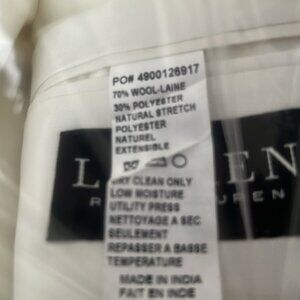 PO# 4900126917
70% WOOL-LAINE
30% POLYESTER
NATURAL STRETCH
POLYESTER
NATUREL
EXTENSIBLE
DRY CLEAN ONLY
LOW MOISTURE
UTILITY PRESS
NETTOYAGE A SEC
SEULEMENT
REPASSER A BASSE
TEMPERATURE
MADE IN INDIA
FAIT EN INDE